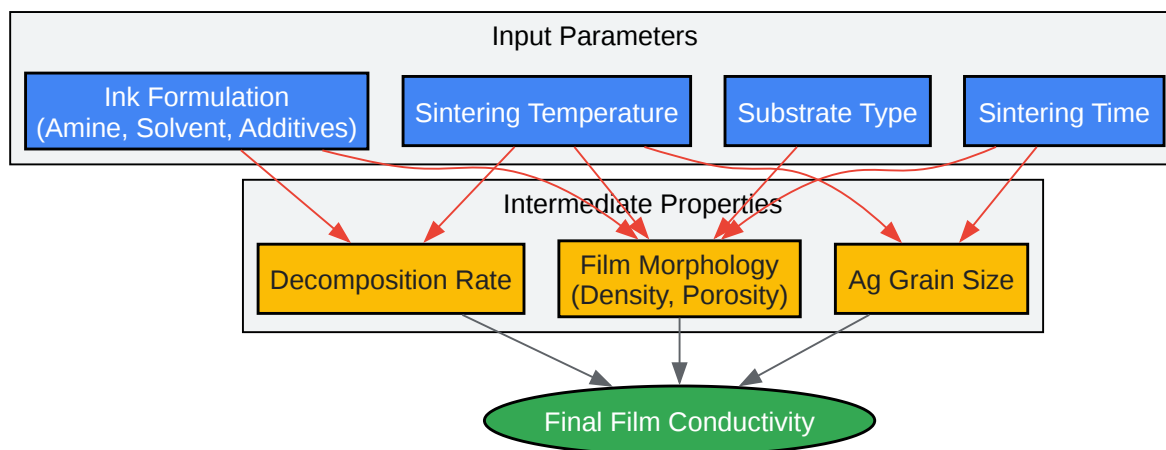 Input Parameters
Ink Formulation
(Amine, Solvent, Additives)
Sintering Temperature
Substrate Type
Sintering Time
Intermediate Properties
Decomposition Rate
Film Morphology
(Density, Porosity)
Ag Grain Size
Final Film Conductivity